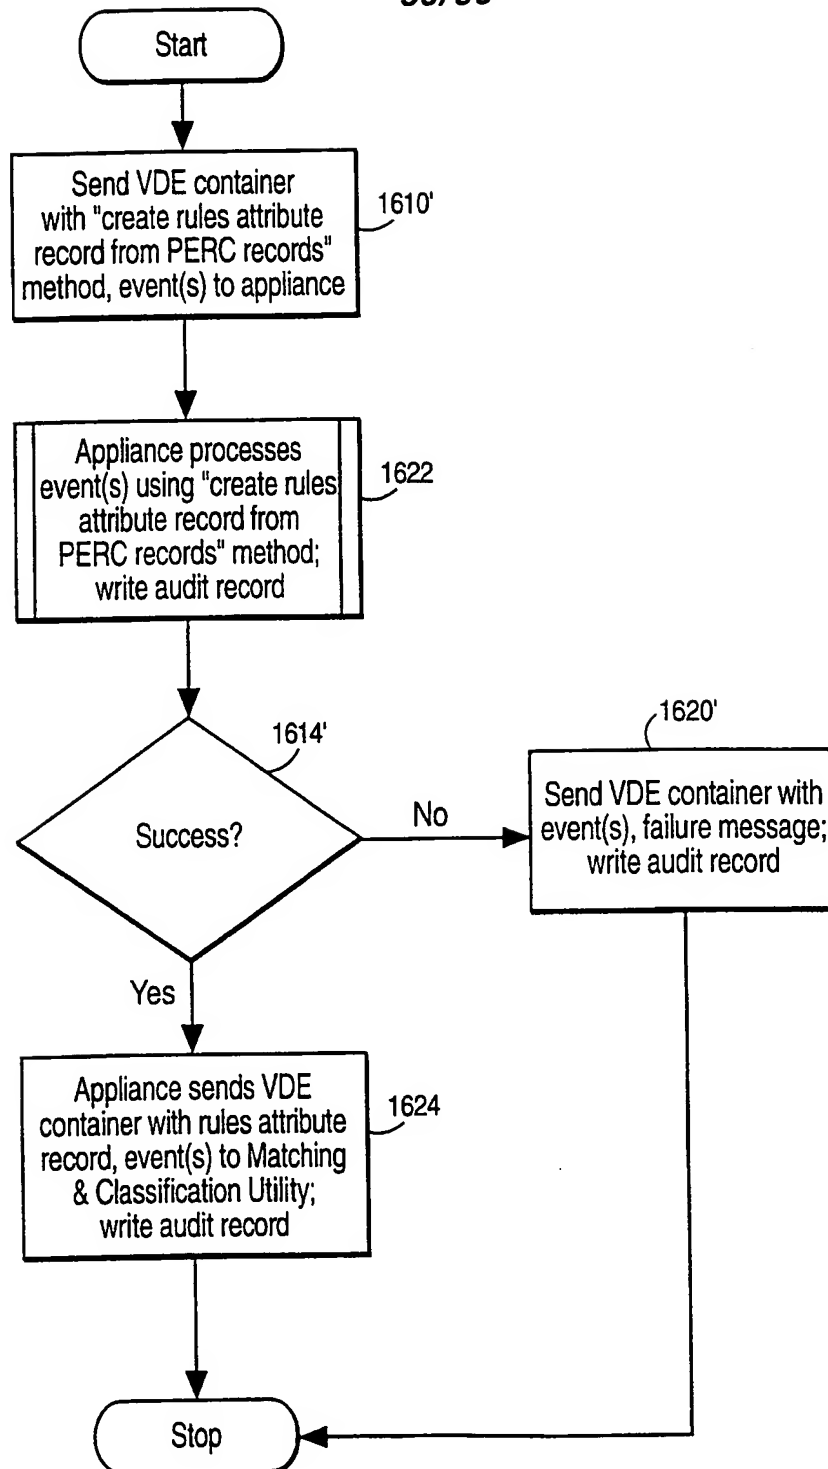 Start
Send VDE container
with "create rules attribute
record from PERC records"
method, event(s) to appliance
1610'
Appliance processes
event(s) using "create rules
attribute record from
PERC records" method;
write audit record
1622
Success?
1614'
No
1620'
Send VDE container with
event(s), failure message;
write audit record
Yes
Appliance sends VDE
container with rules attribute
record, event(s) to Matching
& Classification Utility;
write audit record
1624
Stop